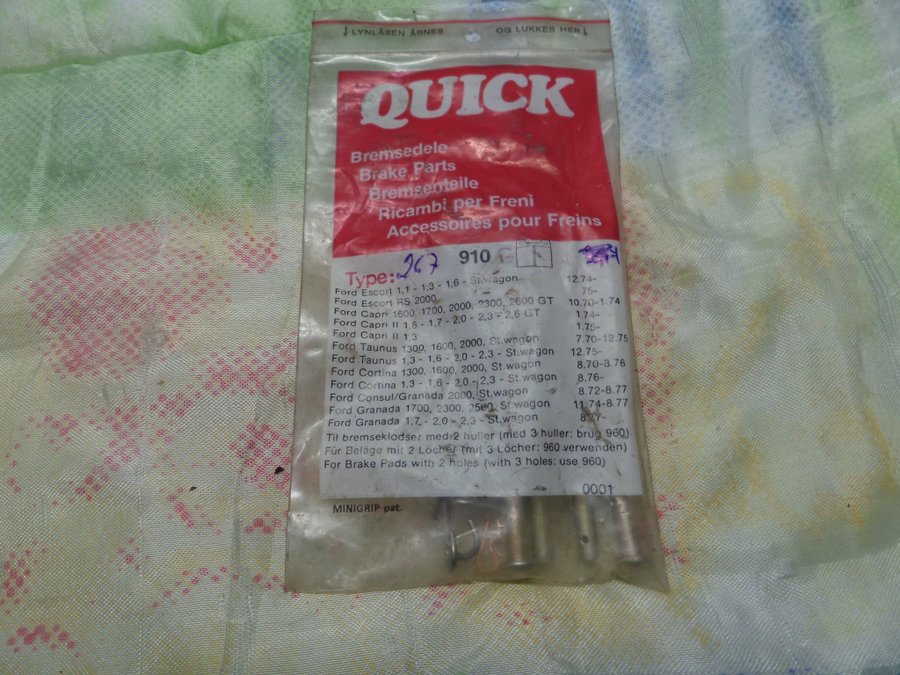 ↓ LYNLÅSEN ÅBNES OG LUKKES HER ↓
QUICK
Bremsedele
Brake Parts
Bremsenteile
Ricambi per Freni
Accessoires pour Freins
Type: 267 910
Ford Escort 1,1 - 1,3 - 1,6 - St.wagon 12.74-
Ford Escort RS 2000 75-
Ford Capri 1600, 1700, 2000, 2300, 2600 GT 10.70-1.74
Ford Capri II 1,6 - 1,7 - 2,0 - 2,3 - 2,6 GT 1.74-
Ford Capri II 1,3 1.75-
Ford Taunus 1300, 1600, 2000, St.wagon 7.70-12.75
Ford Taunus 1,3 - 1,6 - 2,0 - 2,3 - St.wagon 12.75-
Ford Cortina 1300, 1600, 2000, St.wagon 8.70-8.76
Ford Cortina 1,3 - 1,6 - 2,0 - 2,3 - St.wagon 8.76-
Ford Consul/Granada 2000, St.wagon 8.72-8.77
Ford Granada 1700, 2300, 2500, St.wagon 11.74-8.77
Ford Granada 1,7 - 2,0 - 2,3 - St.wagon
Til bremseklodser med 2 huller (med 3 huller: brug 960)
Für Beläge mit 2 Löcher (mit 3 Löcher: 960 verwenden)
For Brake Pads with 2 holes (with 3 holes: use 960)
0001
MINIGRIP pat.